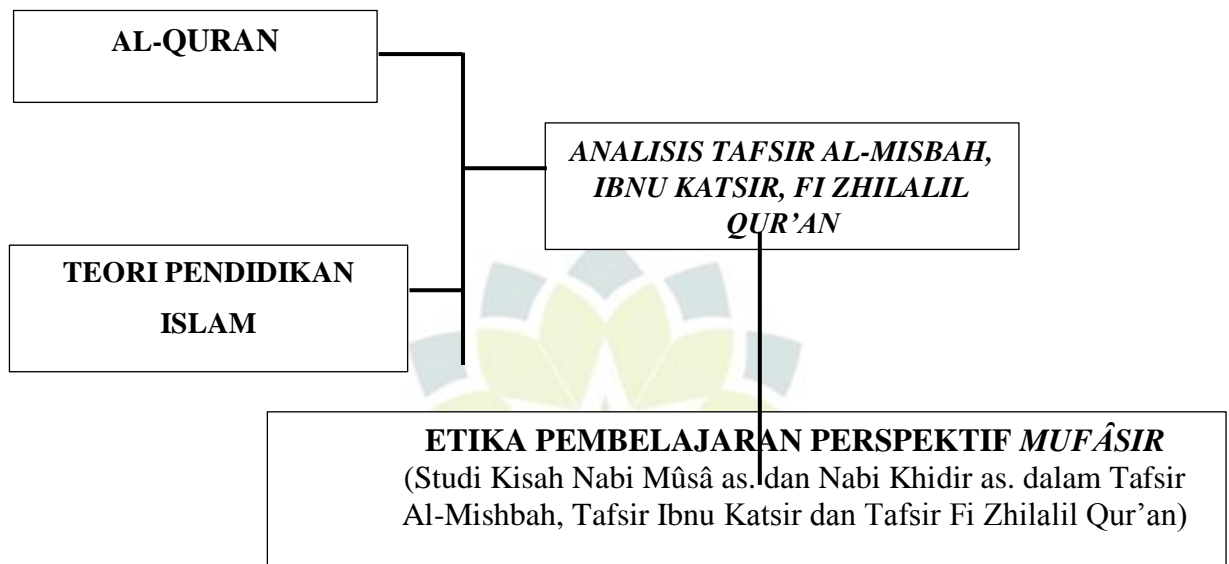 AL-QURAN
ANALISIS TAFSIR AL-MISBAH,
IBNU KATSIR, FI ZHILALIL
QUR’AN
TEORI PENDIDIKAN
ISLAM
ETIKA PEMBELAJARAN PERSPEKTIF MUFÂSIR
(Studi Kisah Nabi Mûsâ as. dan Nabi Khidir as. dalam Tafsir
Al-Mishbah, Tafsir Ibnu Katsir dan Tafsir Fi Zhilalil Qur’an)